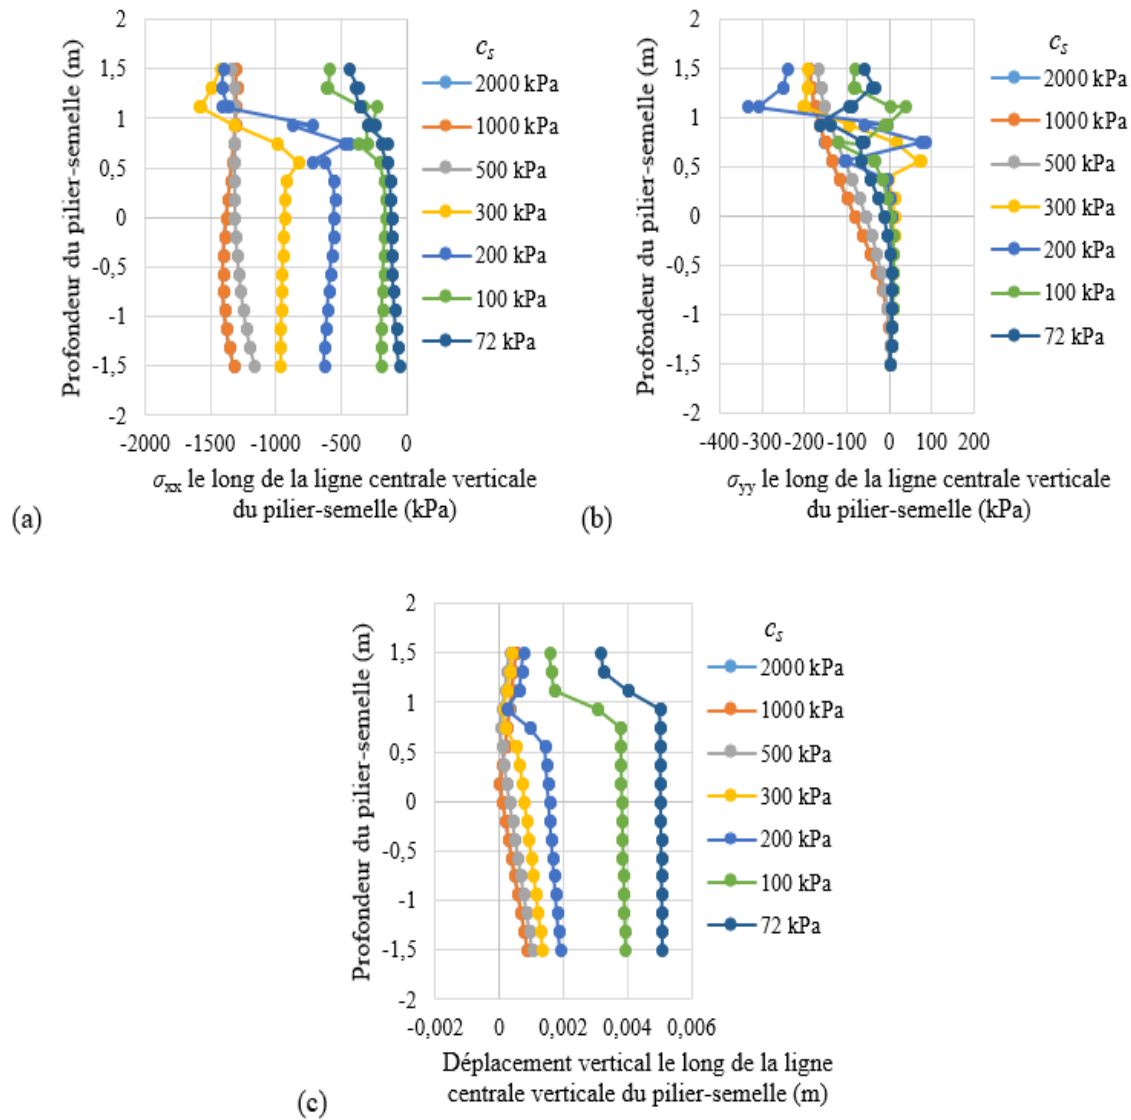 2
1,5
1
0,5
0
-0,5
-1
-1,5
-2
Profondeur du pilier-semelle (m)
-2000 -1500 -1000 -500 0
σxx le long de la ligne centrale verticale
du pilier-semelle (kPa)
cs
2000 kPa
1000 kPa
500 kPa
300 kPa
200 kPa
100 kPa
72 kPa
(a)
2
1,5
1
0,5
0
-0,5
-1
-1,5
-2
Profondeur du pilier-semelle (m)
-400 -300 -200 -100 0 100 200
σyy le long de la ligne centrale verticale
du pilier-semelle (kPa)
cs
2000 kPa
1000 kPa
500 kPa
300 kPa
200 kPa
100 kPa
72 kPa
(b)
2
1,5
1
0,5
0
-0,5
-1
-1,5
-2
Profondeur du pilier-semelle (m)
-0,002 0 0,002 0,004 0,006
Déplacement vertical le long de la ligne
centrale verticale du pilier-semelle (m)
cs
2000 kPa
1000 kPa
500 kPa
300 kPa
200 kPa
100 kPa
72 kPa
(c)